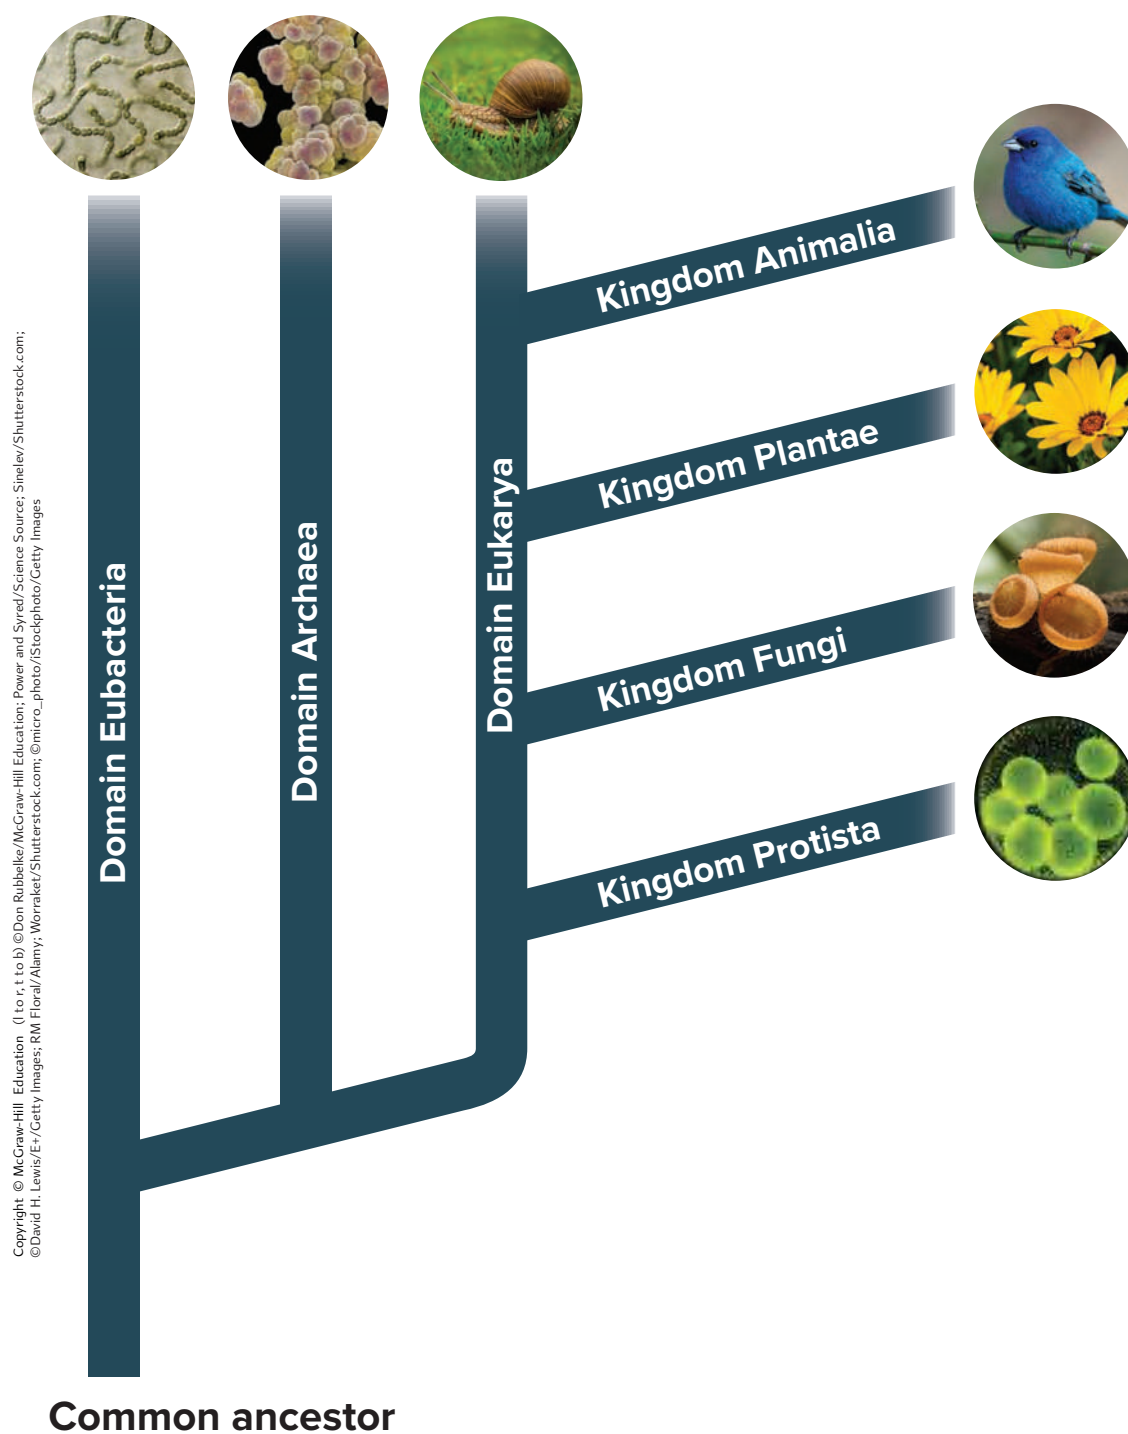 Kingdom Animalia
Kingdom Plantae
Kingdom Fungi
Kingdom Protista
Domain Eubacteria
Domain Archaea
Domain Eukarya
Common ancestor
Copyright © McGraw-Hill Education (l to r, t to b) ©Don Rubbelke/McGraw-Hill Education; Power and Syred/Science Source; Sinelev/Shutterstock.com;
©David H. Lewis/E+/Getty Images; RM Floral/Alamy; Worraket/Shutterstock.com; ©micro_photo/iStockphoto/Getty Images